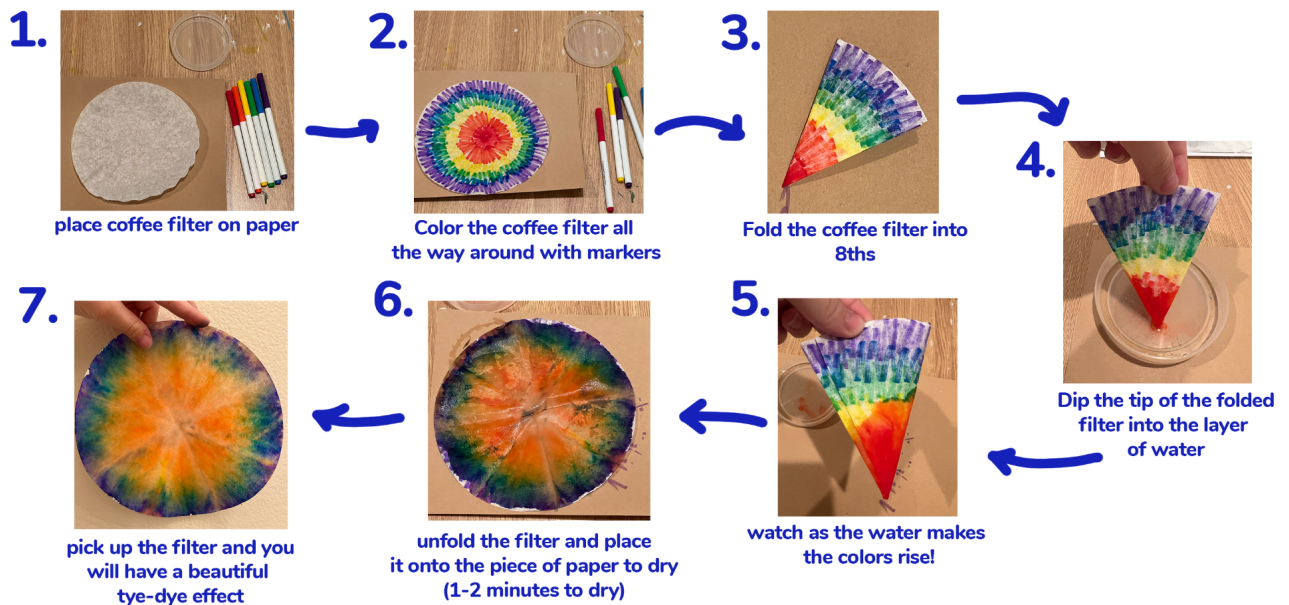 1.
place coffee filter on paper
2.
Color the coffee filter all
the way around with markers
3.
Fold the coffee filter into
8ths
4.
Dip the tip of the folded
filter into the layer
of water
5.
watch as the water makes
the colors rise!
6.
unfold the filter and place
it onto the piece of paper to dry
(1-2 minutes to dry)
7.
pick up the filter and you
will have a beautiful
tye-dye effect